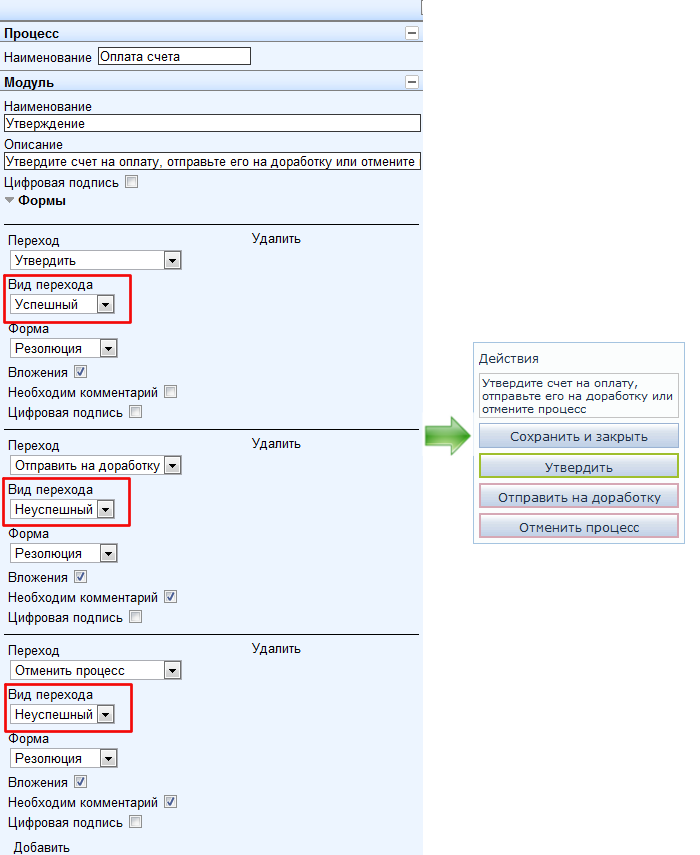 Процесс
Наименование Оплата счета
Модуль
Наименование
Утверждение
Описание
Утвердите счет на оплату, отправьте его на доработку или отмените
Цифровая подпись
Формы
Переход Удалить
Утвердить
Вид перехода
Успешный
Форма
Резолюция
Вложения
Необходим комментарий
Цифровая подпись
Переход Удалить
Отправить на доработку
Вид перехода
Неуспешный
Форма
Резолюция
Вложения
Необходим комментарий
Цифровая подпись
Переход Удалить
Отменить процесс
Вид перехода
Неуспешный
Форма
Резолюция
Вложения
Необходим комментарий
Цифровая подпись
Добавить
Действия
Утвердите счет на оплату,
отправьте его на доработку или
отмените процесс
Сохранить и закрыть
Утвердить
Отправить на доработку
Отменить процесс